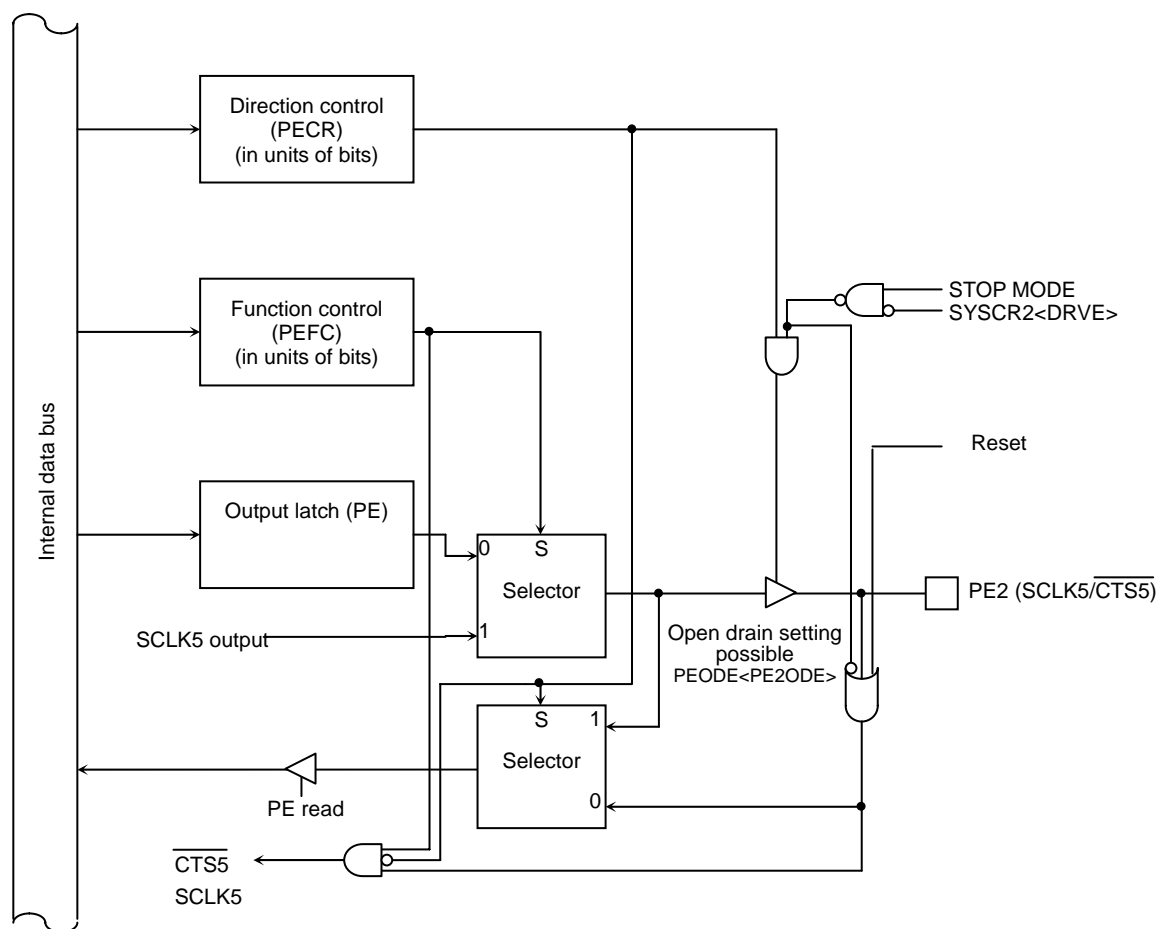 Direction control
(PECR)
(in units of bits)
STOP MODE
SYSCR2<DRVE>
Function control
(PEFC)
(in units of bits)
Internal data bus
Reset
Output latch (PE)
0
S
Selector
1
PE2 (SCLK5/CTS5)
SCLK5 output
Open drain setting
possible
PEODE<PE2ODE>
S
1
Selector
0
PE read
CTS5
SCLK5